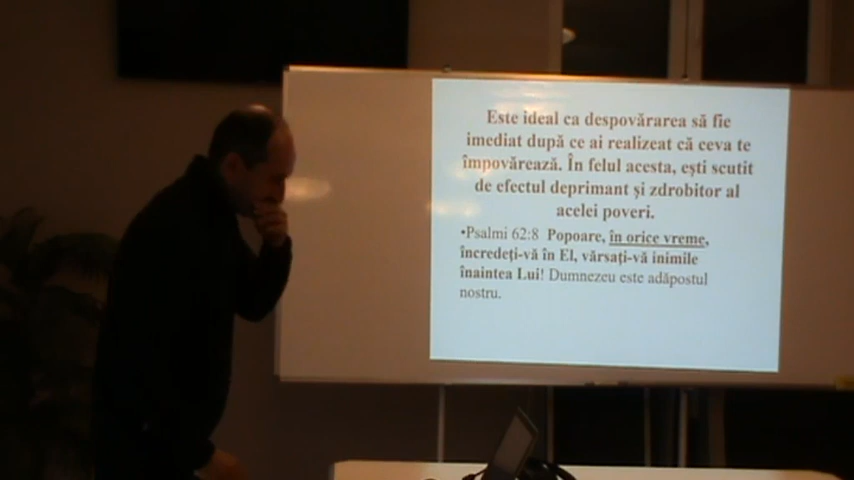 Este ideal ca despovărarea să fie
imediat după ce ai realizeat că ceva te
împovărează. În felul acesta, ești scutit
de efectul deprimant și zdrobitor al
acelei poveri.
•Psalmi 62:8 Popoare, în orice vreme,
încredeți-vă în El, vărsați-vă inimile
înaintea Lui! Dumnezeu este adăpostul
nostru.